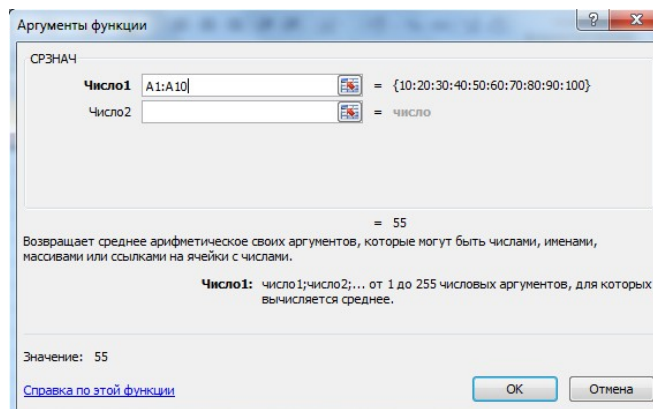 Аргументы функции
СРЗНАЧ
Число1 A1:A10 = {10:20:30:40:50:60:70:80:90:100}
Число2 = число
= 55
Возвращает среднее арифметическое своих аргументов, которые могут быть числами, именами,
массивами или ссылками на ячейки с числами.
Число1: число1;число2;... от 1 до 255 числовых аргументов, для которых
вычисляется среднее.
Значение: 55
Справка по этой функции
ОК
Отмена